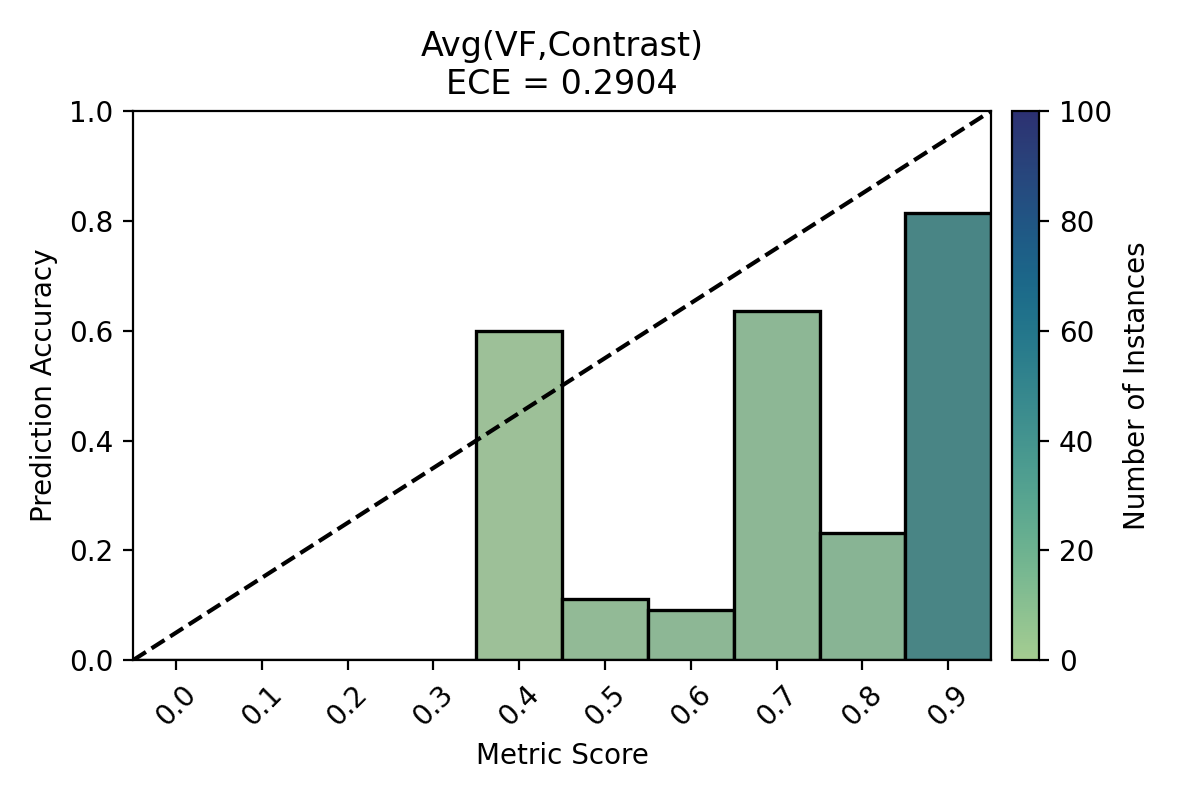 Avg(VF,Contrast)
ECE = 0.2904
Prediction Accuracy
1.0
0.8
0.6
0.4
0.2
0.0
0.0 0.1 0.2 0.3 0.4 0.5 0.6 0.7 0.8 0.9
Metric Score
100
80
60
40
20
0
Number of Instances